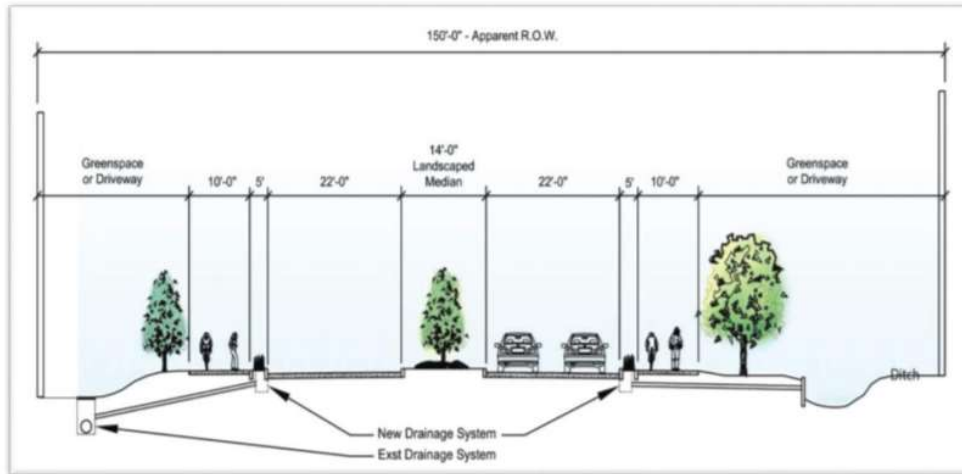 150'-0" - Apparent R.O.W.
Greenspace
or Driveway
10'-0"
5'
22'-0"
14'-0"
Landscaped
Median
22'-0"
5'
10'-0"
Greenspace
or Driveway
Ditch
New Drainage System
Exst Drainage System